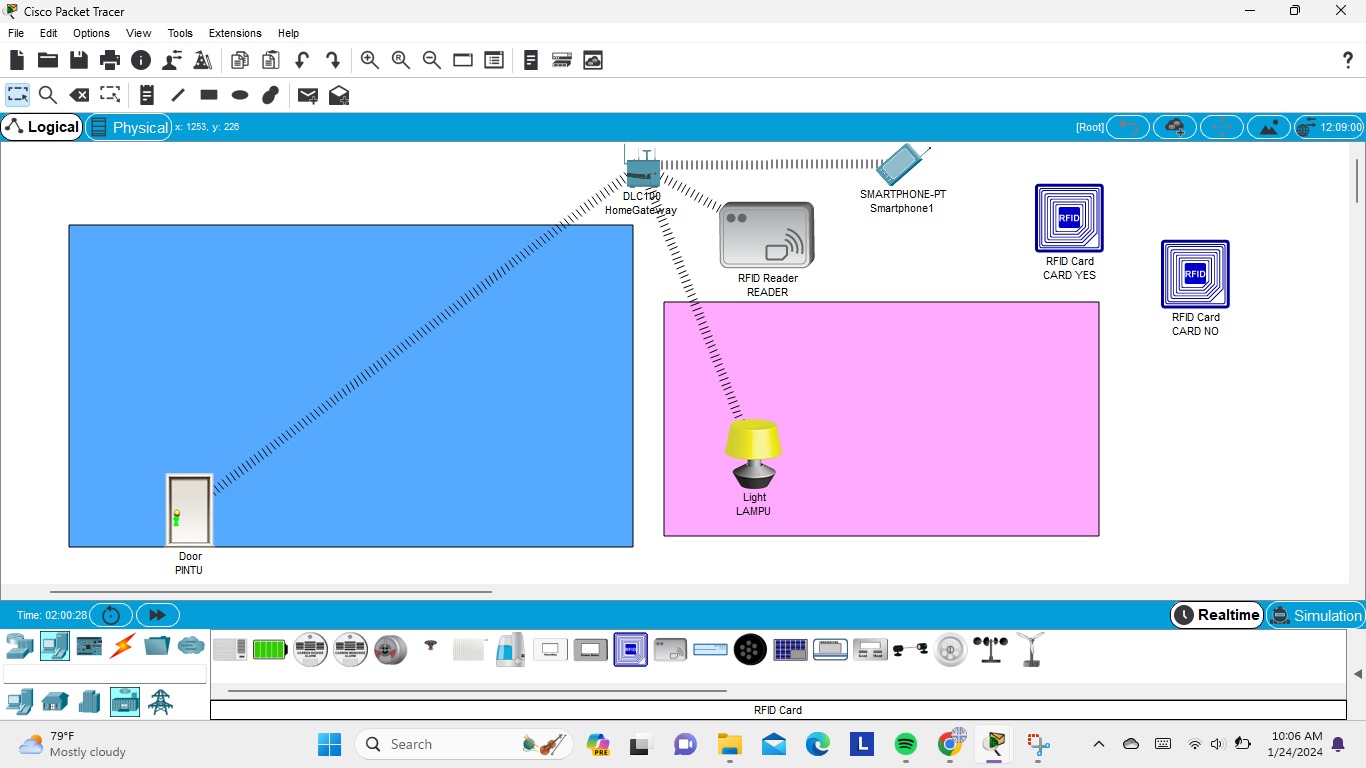 Cisco Packet Tracer
File Edit Options View Tools Extensions Help
Logical
Physical
x: 1253, y: 226
[Root]
12:09:00
DLC100
HomeGateway
SMARTPHONE-PT
Smartphone1
RFID Reader
READER
RFID
RFID Card
CARD YES
RFID
RFID Card
CARD NO
Light
LAMPU
Door
PINTU
Time: 02:00:28
Realtime
Simulation
RFID Card
79°F
Mostly cloudy
Search
PRE
L
10:06 AM
1/24/2024